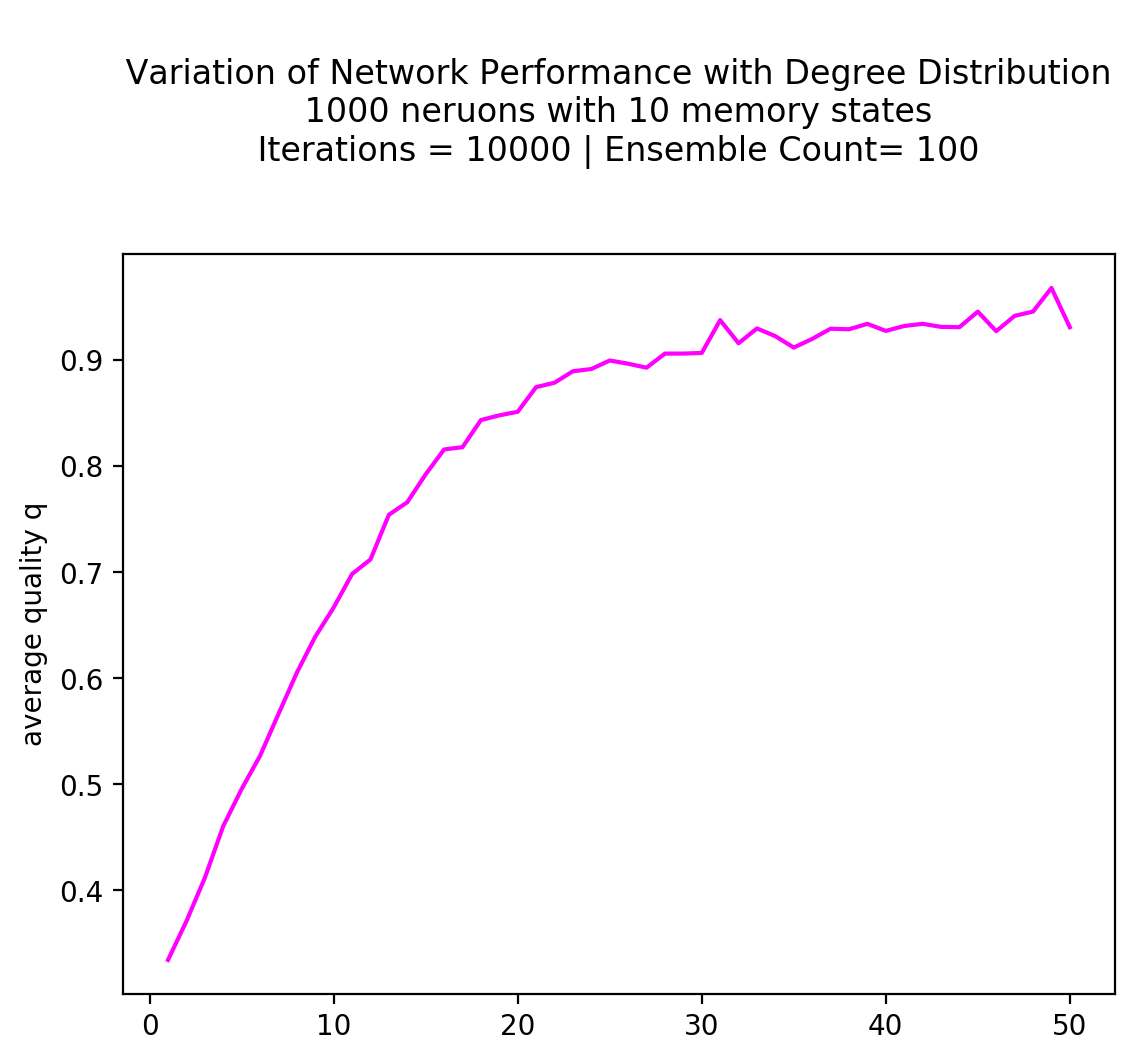 Variation of Network Performance with Degree Distribution
1000 neruons with 10 memory states
Iterations = 10000 | Ensemble Count= 100
average quality q
0.9
0.8
0.7
0.6
0.5
0.4
0 10 20 30 40 50